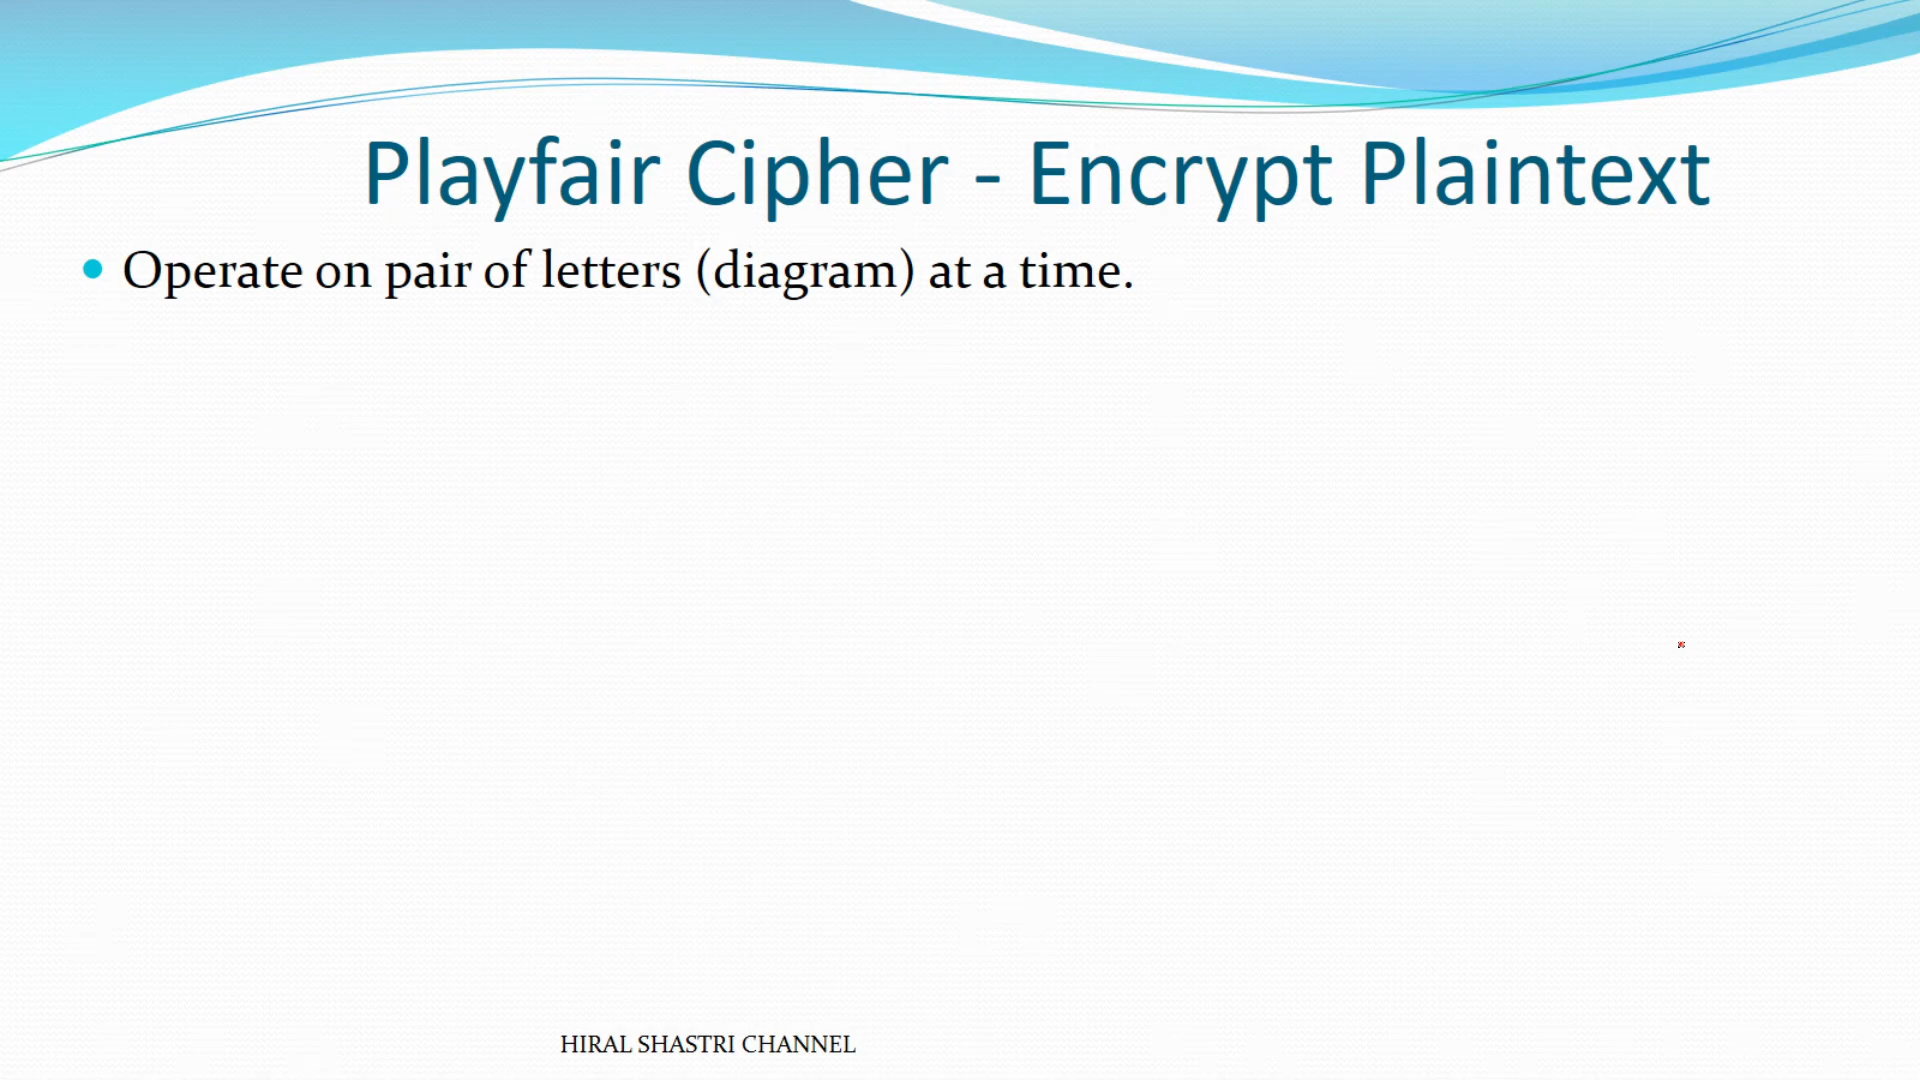 Playfair Cipher - Encrypt Plaintext
• Operate on pair of letters (diagram) at a time.
HIRAL SHASTRI CHANNEL